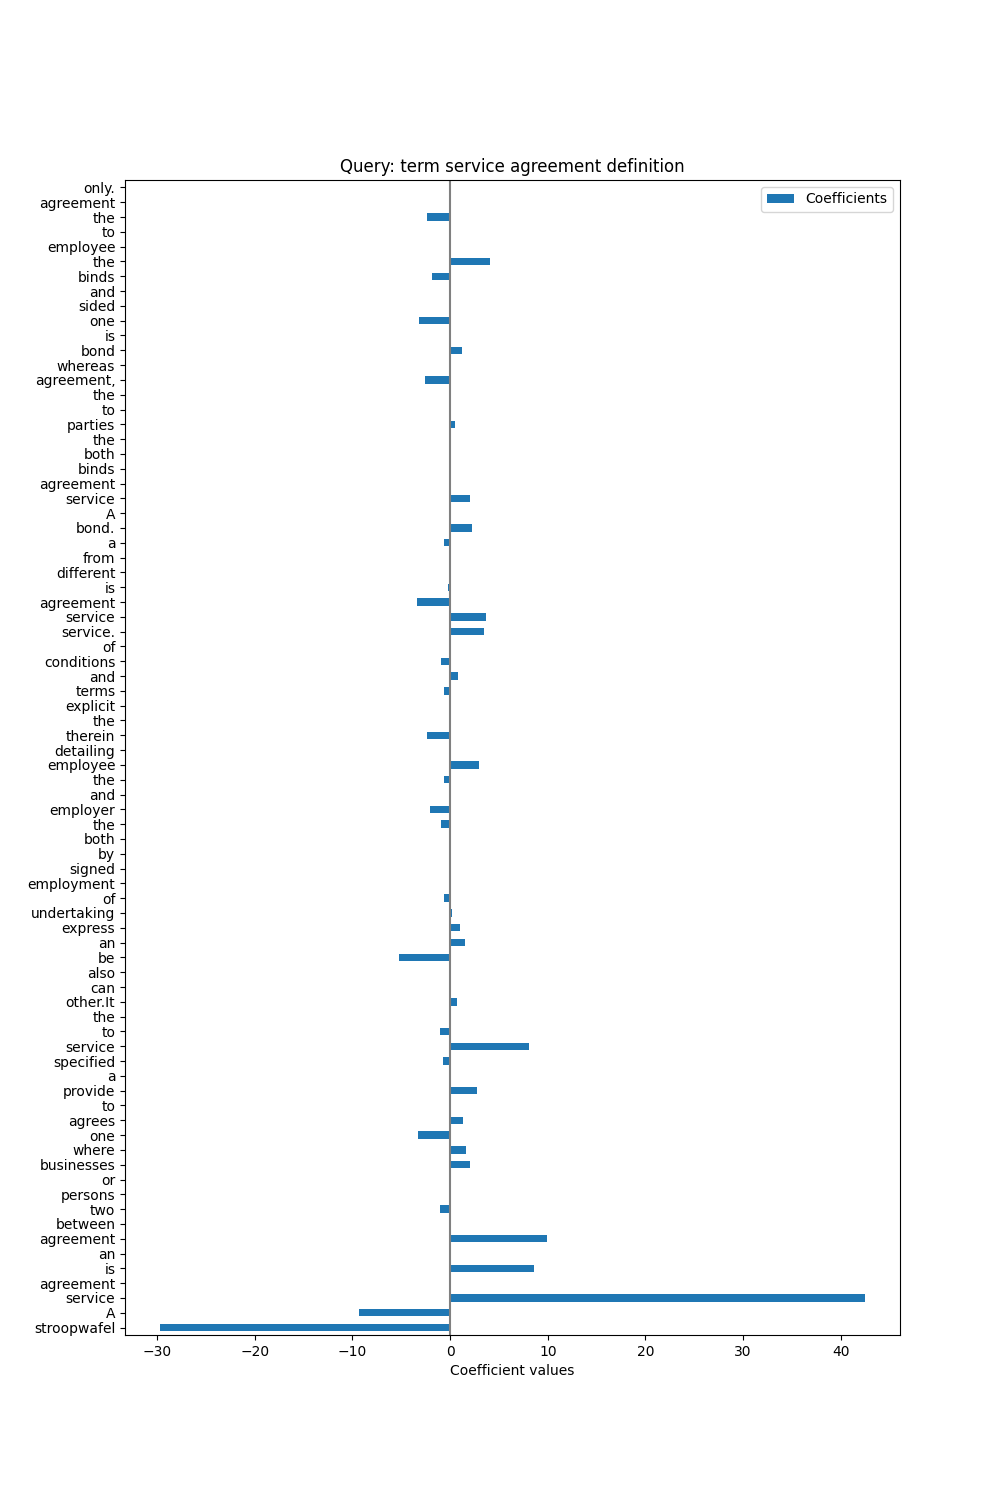 Query: term service agreement definition
Coefficients
only.
agreement
the
to
employee
the
binds
and
sided
one
is
bond
whereas
agreement,
the
to
parties
the
both
binds
agreement
service
A
bond.
a
from
different
is
agreement
service
service.
of
conditions
and
terms
explicit
the
therein
detailing
employee
the
and
employer
the
both
by
signed
employment
of
undertaking
express
an
be
also
can
other.It
the
to
service
specified
a
provide
to
agrees
one
where
businesses
or
persons
two
between
agreement
an
is
agreement
service
A
stroopwafel
−30 −20 −10 0 10 20 30 40
Coefficient values